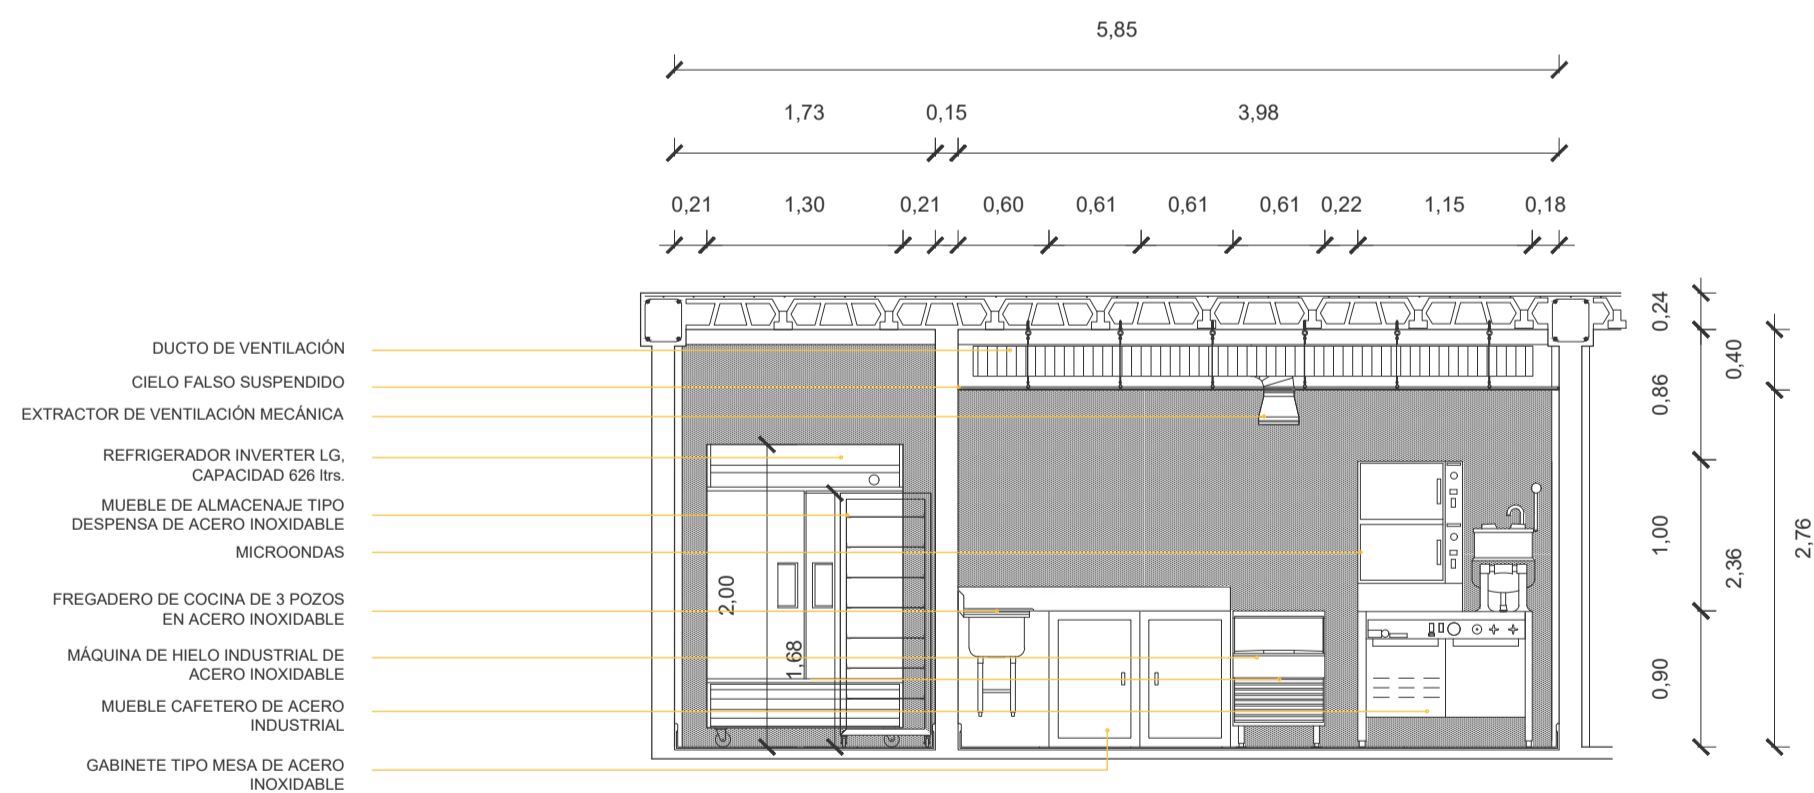 5,85
1,73 0,15 3,98
0,21 1,30 0,21 0,60 0,61 0,61 0,61 0,22 1,15 0,18
0,24
0,40
0,86
1,00
2,36
2,76
0,90
2,00
1,68
DUCTO DE VENTILACIÓN
CIELO FALSO SUSPENDIDO
EXTRACTOR DE VENTILACIÓN MECÁNICA
REFRIGERADOR INVERTER LG,
CAPACIDAD 626 ltrs.
MUEBLE DE ALMACENAJE TIPO
DESPENSA DE ACERO INOXIDABLE
MICROONDAS
FREGADERO DE COCINA DE 3 POZOS
EN ACERO INOXIDABLE
MÁQUINA DE HIELO INDUSTRIAL DE
ACERO INOXIDABLE
MUEBLE CAFETERO DE ACERO
INDUSTRIAL
GABINETE TIPO MESA DE ACERO
INOXIDABLE